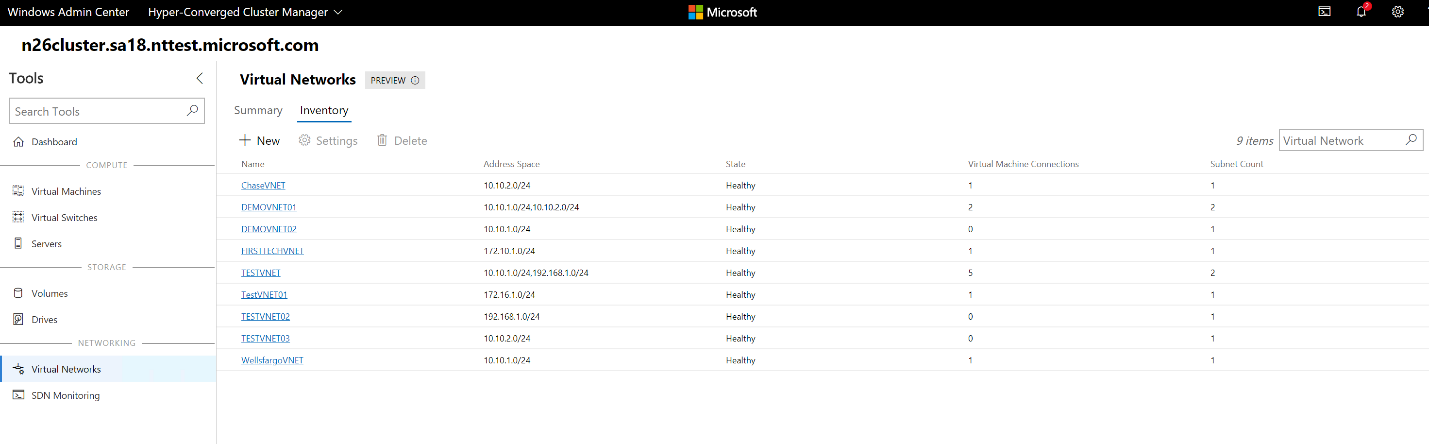 Windows Admin Center Hyper-Converged Cluster Manager Microsoft 2
n26cluster.sa18.nttest.microsoft.com
Tools
Search Tools
Dashboard
COMPUTE
Virtual Machines
Virtual Switches
Servers
STORAGE
Volumes
Drives
NETWORKING
Virtual Networks
SDN Monitoring
Virtual Networks PREVIEW
Summary Inventory
New Settings Delete 9 items Virtual Network
Name Address Space State Virtual Machine Connections Subnet Count
ChaseVNET 10.10.2.0/24 Healthy 1 1
DEMOVNET01 10.10.1.0/24,10.10.2.0/24 Healthy 2 2
DEMOVNET02 10.10.1.0/24 Healthy 0 1
FIRSTTECHVNET 172.10.1.0/24 Healthy 1 1
TESTVNET 10.10.1.0/24,192.168.1.0/24 Healthy 5 2
TestVNET01 172.16.1.0/24 Healthy 1 1
TESTVNET02 192.168.1.0/24 Healthy 0 1
TESTVNET03 10.10.2.0/24 Healthy 0 1
WellsfargoVNET 10.10.1.0/24 Healthy 1 1